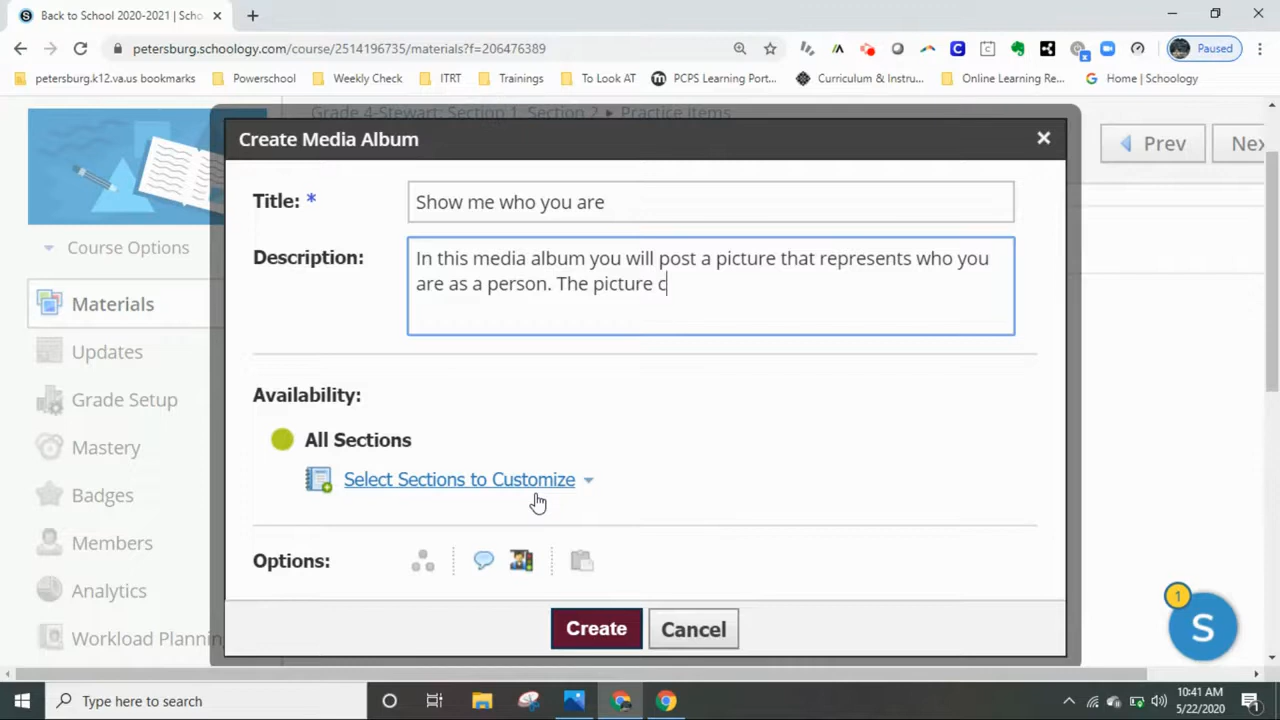 Back to School 2020-2021 | Scho
petersburg.schoology.com/course/2514196735/materials?f=206476389
Paused
petersburg.k12.va.us bookmarks
Powerschool
Weekly Check
ITRT
Trainings
To Look AT
PCPS Learning Port...
Curriculum & Instru...
Online Learning Re...
Home | Schoology
Grade 4-Stewart: Section 1, Section 2 ▸ Practice Items
Create Media Album
Prev
Nex
Title: *
Show me who you are
Description:
In this media album you will post a picture that represents who you
are as a person. The picture c
Course Options
Materials
Updates
Grade Setup
Mastery
Badges
Members
Analytics
Workload Plannin
Availability:
All Sections
Select Sections to Customize
Options:
Create
Cancel
1
S
Type here to search
10:41 AM
5/22/2020
1